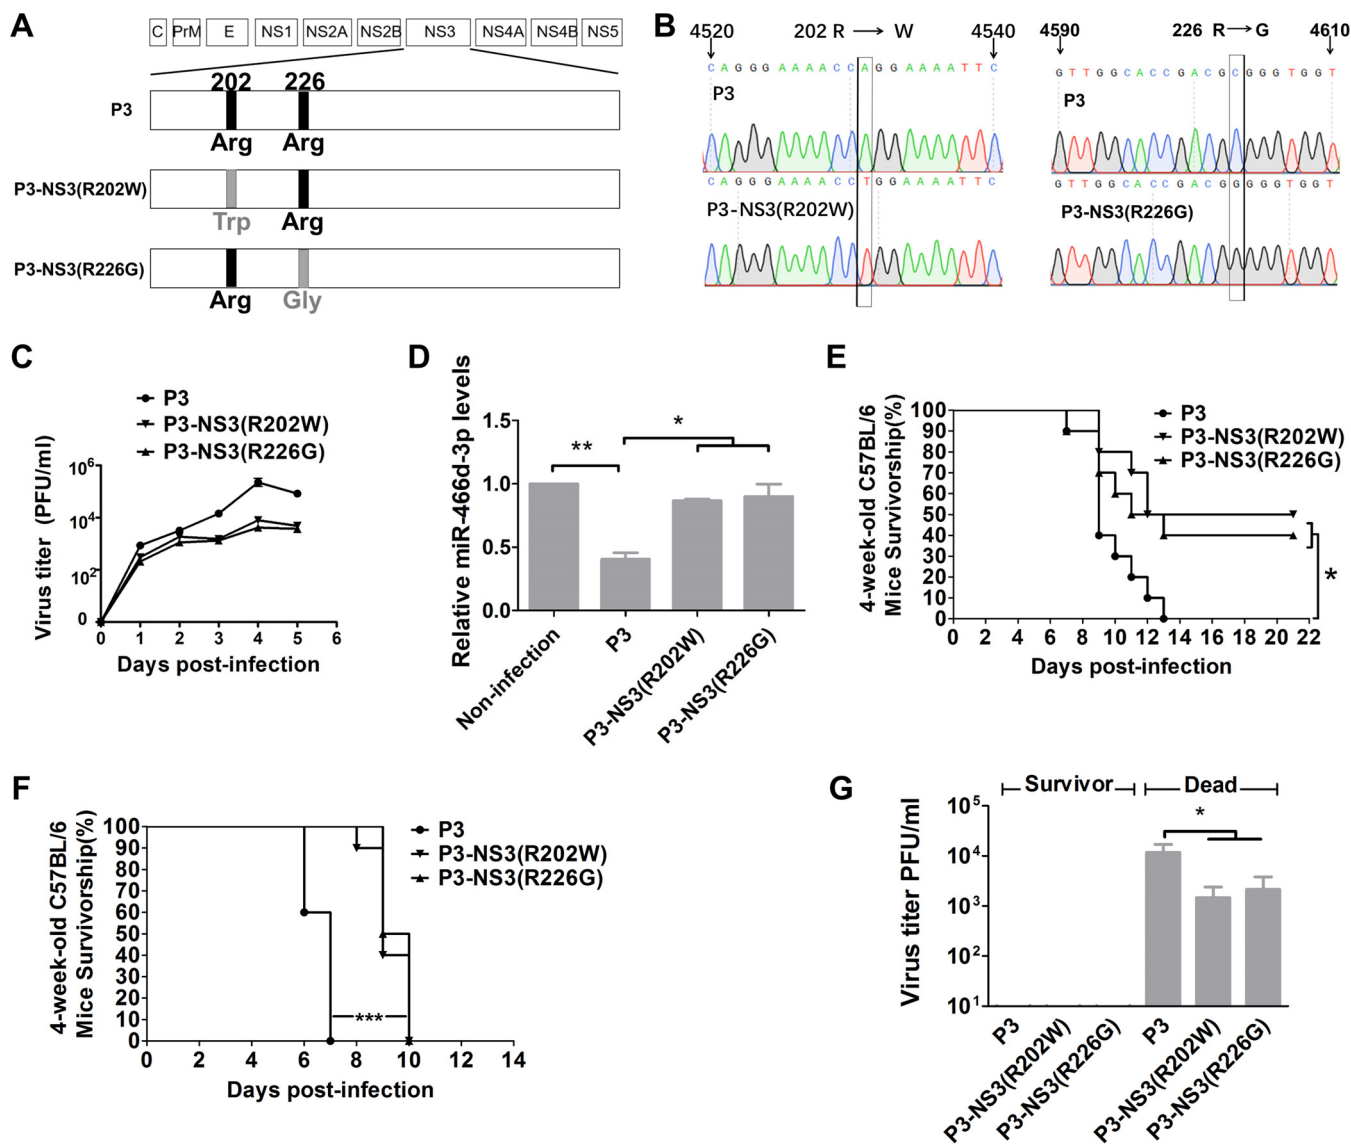 A
C PrM E NS1 NS2A NS2B NS3 NS4A NS4B NS5
202 226
P3
Arg Arg
P3-NS3(R202W)
Trp Arg
P3-NS3(R226G)
Arg Gly
B
4520 202 R → W 4540
C A G G G A A A A C C A G G A A A A T T C
P3
C A G G G A A A A C C T G G A A A A T T C
P3-NS3(R202W)
4590 226 R → G 4610
G T T G G C A C C G A C G C G G G T G G T
P3
G T T G G C A C C G A C G G G G G T G G T
P3-NS3(R226G)
C
P3
P3-NS3(R202W)
P3-NS3(R226G)
Virus titer (PFU/ml)
10^6
10^4
10^2
0
0 1 2 3 4 5 6
Days post-infection
D
Relative miR-466d-3p levels
1.5
1.0
0.5
0.0
** *
Non-infection
P3
P3-NS3(R202W)
P3-NS3(R226G)
E
4-week-old C57BL/6
Mice Survivorship(%)
100
90
80
70
60
50
40
30
20
10
0
0 2 4 6 8 10 12 14 16 18 20 22
Days post-infection
P3
P3-NS3(R202W)
P3-NS3(R226G)
*
F
4-week-old C57BL/6
Mice Survivorship(%)
100
90
80
70
60
50
40
30
20
10
0
0 2 4 6 8 10 12 14
Days post-infection
P3
P3-NS3(R202W)
P3-NS3(R226G)
***
G
Survivor Dead
*
Virus titer PFU/ml
10^5
10^4
10^3
10^2
10^1
P3
P3-NS3(R202W)
P3-NS3(R226G)
P3
P3-NS3(R202W)
P3-NS3(R226G)